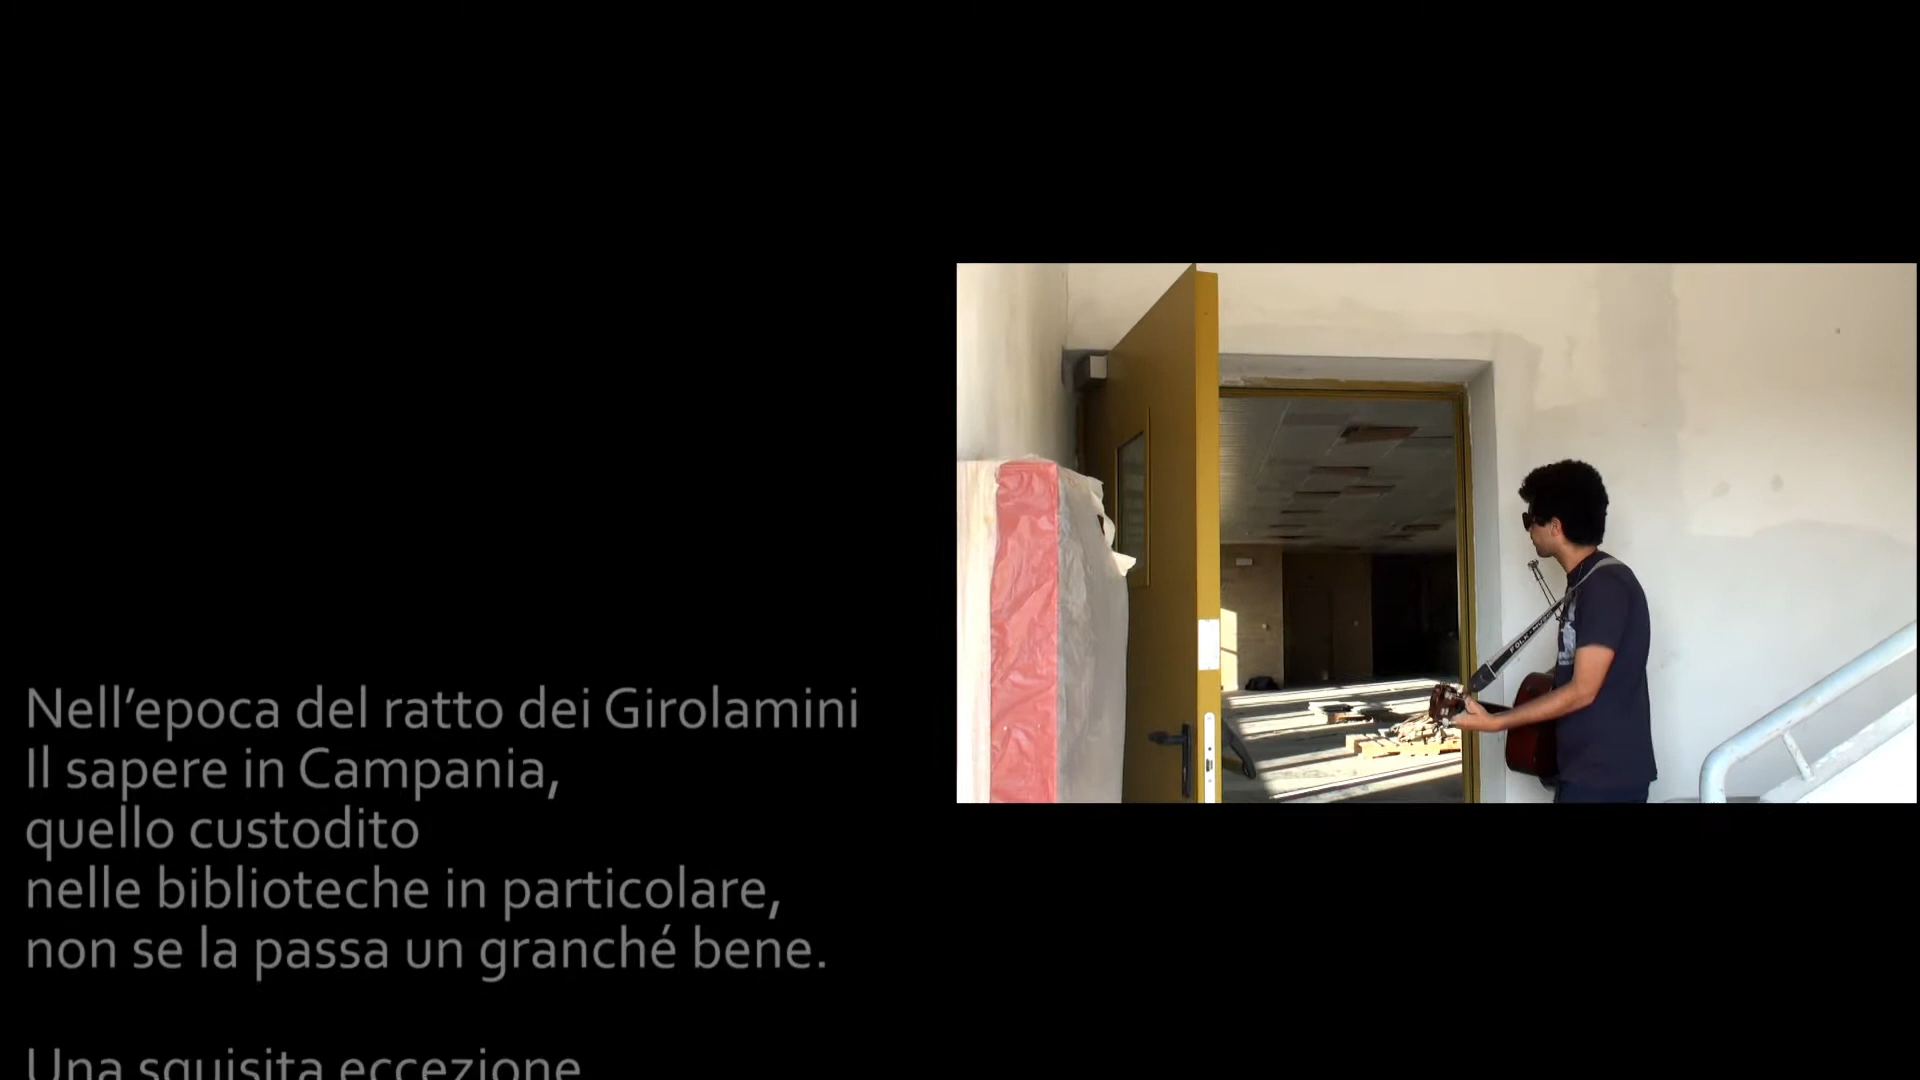 Nell’epoca del ratto dei Girolamini
Il sapere in Campania,
quello custodito
nelle biblioteche in particolare,
non se la passa un granché bene.
Una squisita eccezione
FOLK